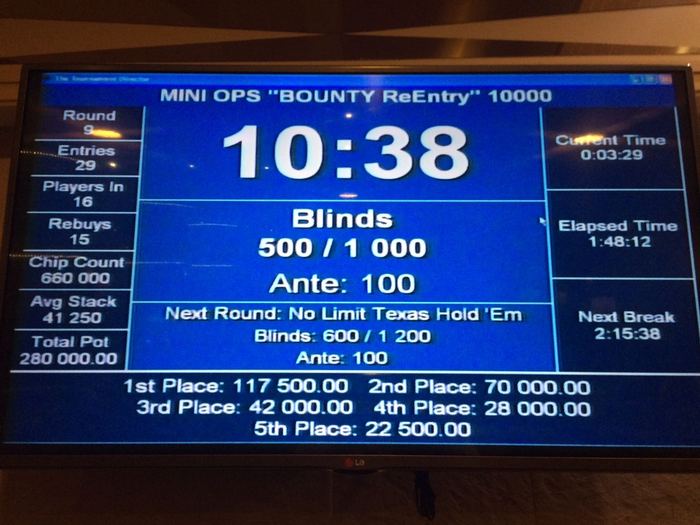 The Tournament Director
MINI OPS "BOUNTY ReEntry" 10000
Round
9
Entries
29
Players In
16
Rebuys
15
Chip Count
660 000
Avg Stack
41 250
Total Pot
280 000.00
10:38
Blinds
500 / 1 000
Ante: 100
Next Round: No Limit Texas Hold 'Em
Blinds: 600 / 1 200
Ante: 100
Current Time
0:03:29
Elapsed Time
1:48:12
Next Break
2:15:38
1st Place: 117 500.00 2nd Place: 70 000.00
3rd Place: 42 000.00 4th Place: 28 000.00
5th Place: 22 500.00
LG